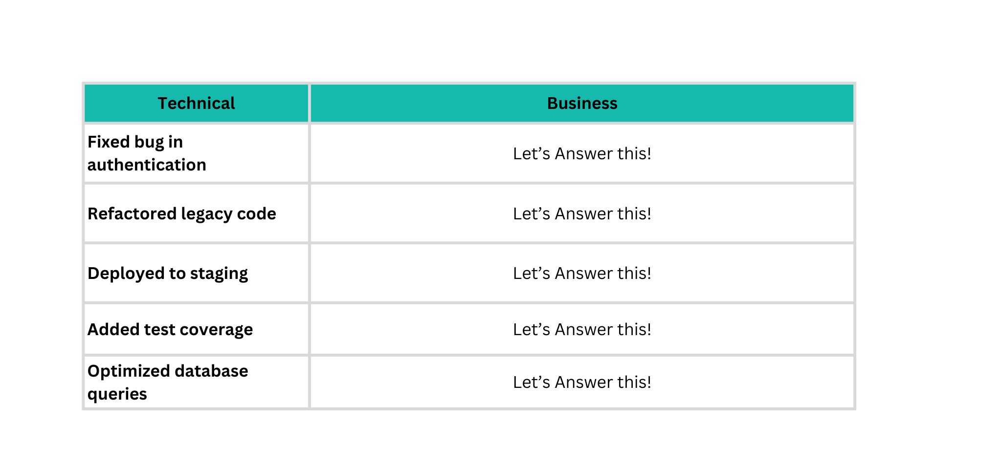 Technical
Business
Fixed bug in
authentication
Let’s Answer this!
Refactored legacy code
Let’s Answer this!
Deployed to staging
Let’s Answer this!
Added test coverage
Let’s Answer this!
Optimized database
queries
Let’s Answer this!